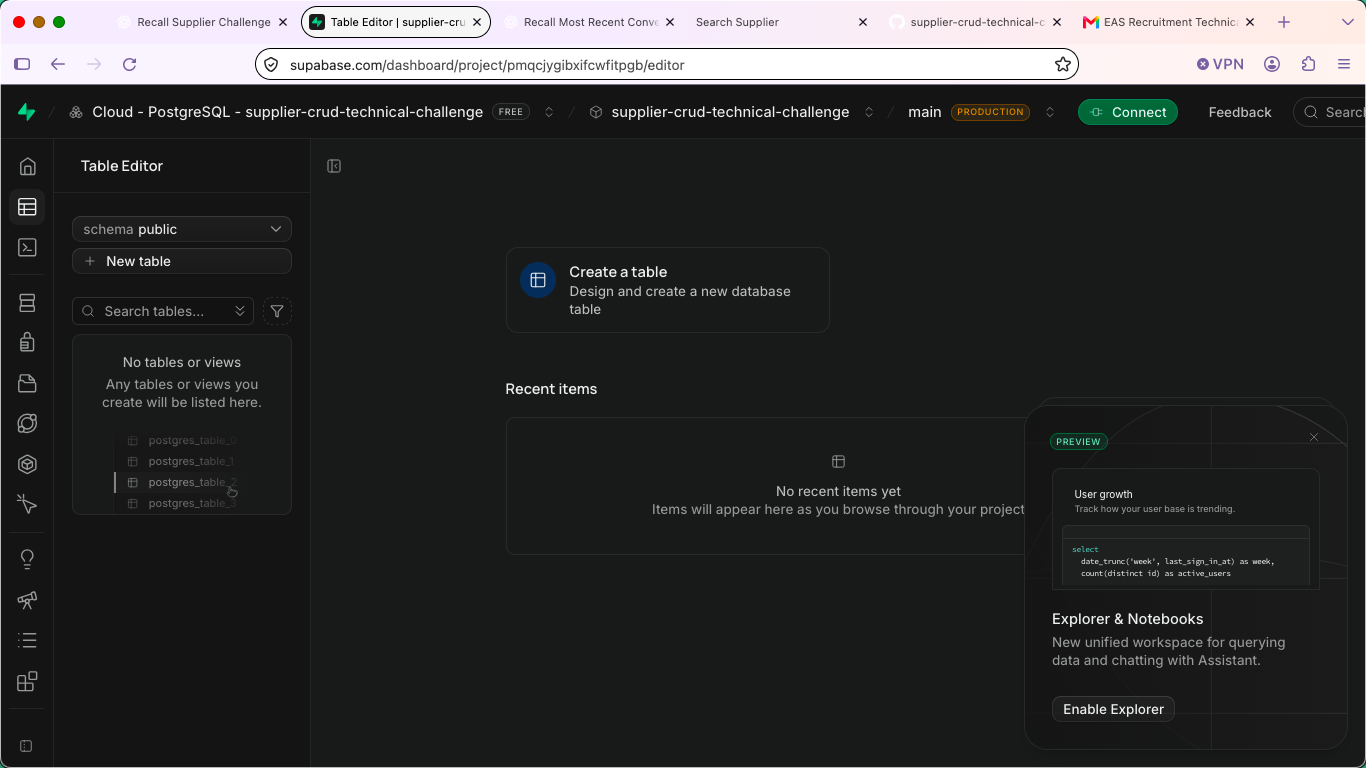 Recall Supplier Challenge
Table Editor | supplier-cru
Recall Most Recent Conve
Search Supplier
supplier-crud-technical-c
EAS Recruitment Technic
supabase.com/dashboard/project/pmqcjygibxifcwfitpgb/editor
VPN
Cloud - PostgreSQL - supplier-crud-technical-challenge
FREE
supplier-crud-technical-challenge
main
PRODUCTION
Connect
Feedback
Search
Table Editor
schema public
New table
Search tables...
No tables or views
Any tables or views you
create will be listed here.
postgres_table_0
postgres_table_1
postgres_table_2
postgres_table_3
Create a table
Design and create a new database
table
Recent items
No recent items yet
Items will appear here as you browse through your project
PREVIEW
User growth
Track how your user base is trending.
select
date_trunc('week', last_sign_in_at) as week,
count(distinct id) as active_users
Explorer & Notebooks
New unified workspace for querying
data and chatting with Assistant.
Enable Explorer